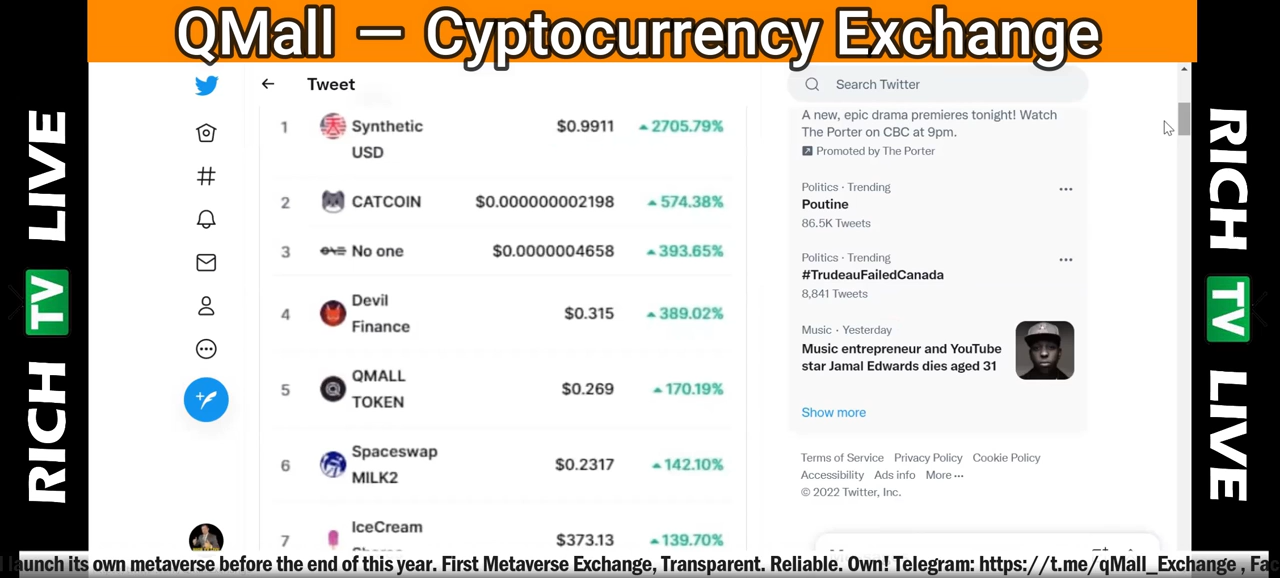 QMall — Cyptocurrency Exchange
RICH TV LIVE
Tweet
1 Synthetic USD $0.9911 2705.79%
2 CATCOIN $0.000000002198 574.38%
3 No one $0.0000004658 393.65%
4 Devil Finance $0.315 389.02%
5 QMALL TOKEN $0.269 170.19%
6 Spaceswap MILK2 $0.2317 142.10%
7 IceCream $373.13 139.70%
Search Twitter
A new, epic drama premieres tonight! Watch
The Porter on CBC at 9pm.
Promoted by The Porter
Politics · Trending
Poutine
86.5K Tweets
Politics · Trending
#TrudeauFailedCanada
8,841 Tweets
Music · Yesterday
Music entrepreneur and YouTube
star Jamal Edwards dies aged 31
Show more
Terms of Service Privacy Policy Cookie Policy
Accessibility Ads info More ···
© 2022 Twitter, Inc.
RICH TV LIVE
launch its own metaverse before the end of this year. First Metaverse Exchange, Transparent. Reliable. Own! Telegram: https://t.me/qMall_Exchange , Fac